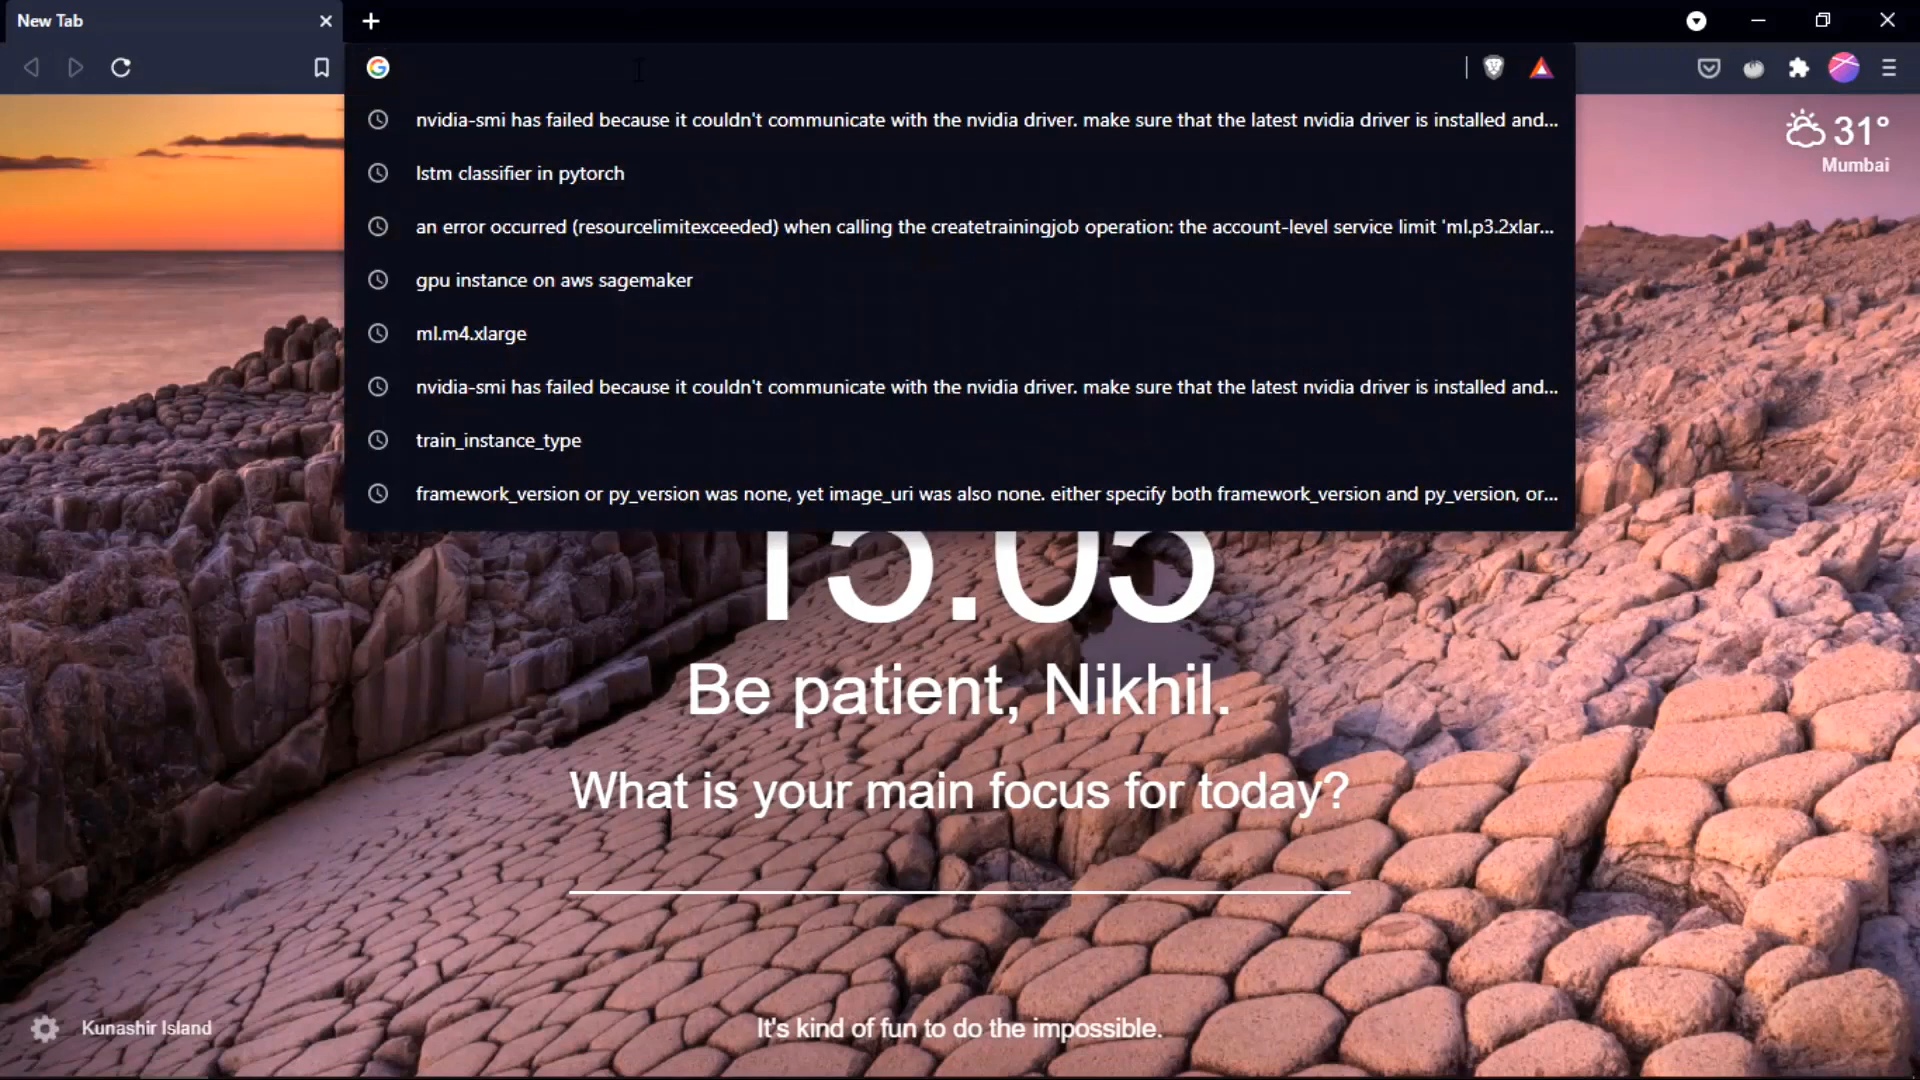 New Tab
nvidia-smi has failed because it couldn't communicate with the nvidia driver. make sure that the latest nvidia driver is installed and...
lstm classifier in pytorch
an error occurred (resourcelimitexceeded) when calling the createtrainingjob operation: the account-level service limit 'ml.p3.2xlar...
gpu instance on aws sagemaker
ml.m4.xlarge
nvidia-smi has failed because it couldn't communicate with the nvidia driver. make sure that the latest nvidia driver is installed and...
train_instance_type
framework_version or py_version was none, yet image_uri was also none. either specify both framework_version and py_version, or...
31°
Mumbai
15:05
Be patient, Nikhil.
What is your main focus for today?
Kunashir Island
It's kind of fun to do the impossible.